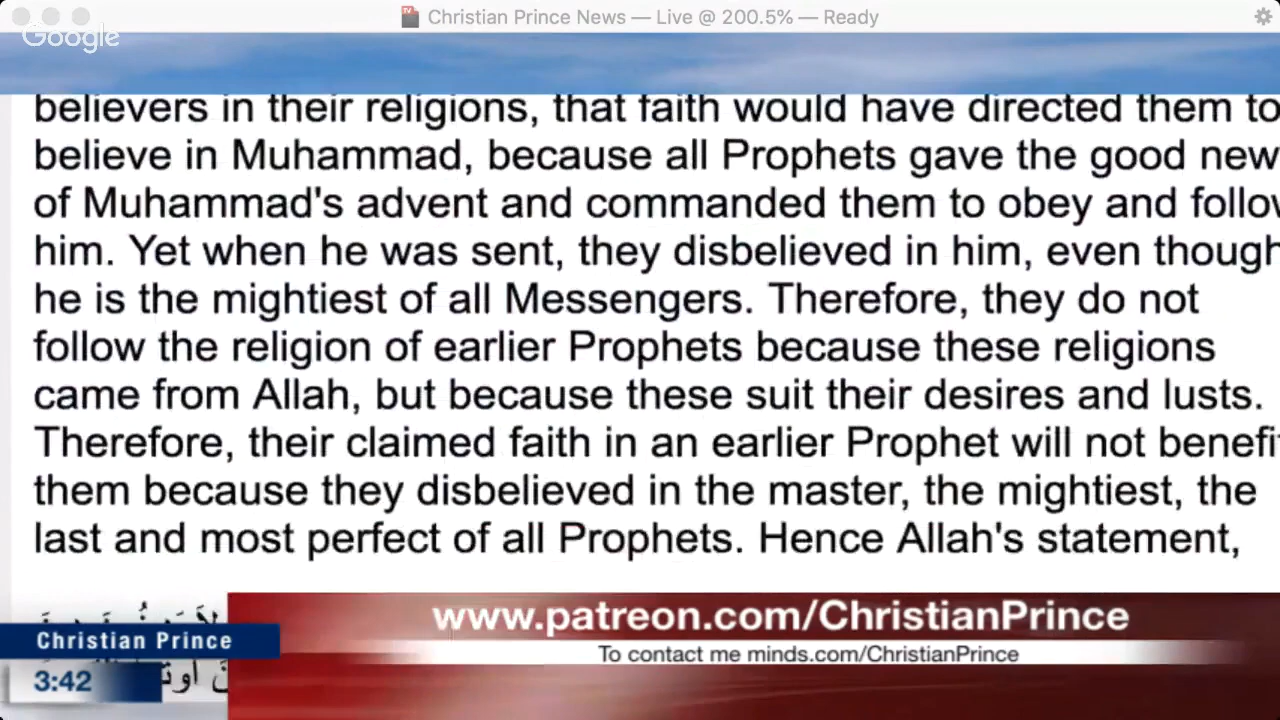 Christian Prince News — Live @ 200.5% — Ready
Google
believers in their religions, that faith would have directed them to
believe in Muhammad, because all Prophets gave the good new
of Muhammad's advent and commanded them to obey and follow
him. Yet when he was sent, they disbelieved in him, even though
he is the mightiest of all Messengers. Therefore, they do not
follow the religion of earlier Prophets because these religions
came from Allah, but because these suit their desires and lusts.
Therefore, their claimed faith in an earlier Prophet will not benefit
them because they disbelieved in the master, the mightiest, the
last and most perfect of all Prophets. Hence Allah's statement,
www.patreon.com/ChristianPrince
Christian Prince
To contact me minds.com/ChristianPrince
3:42